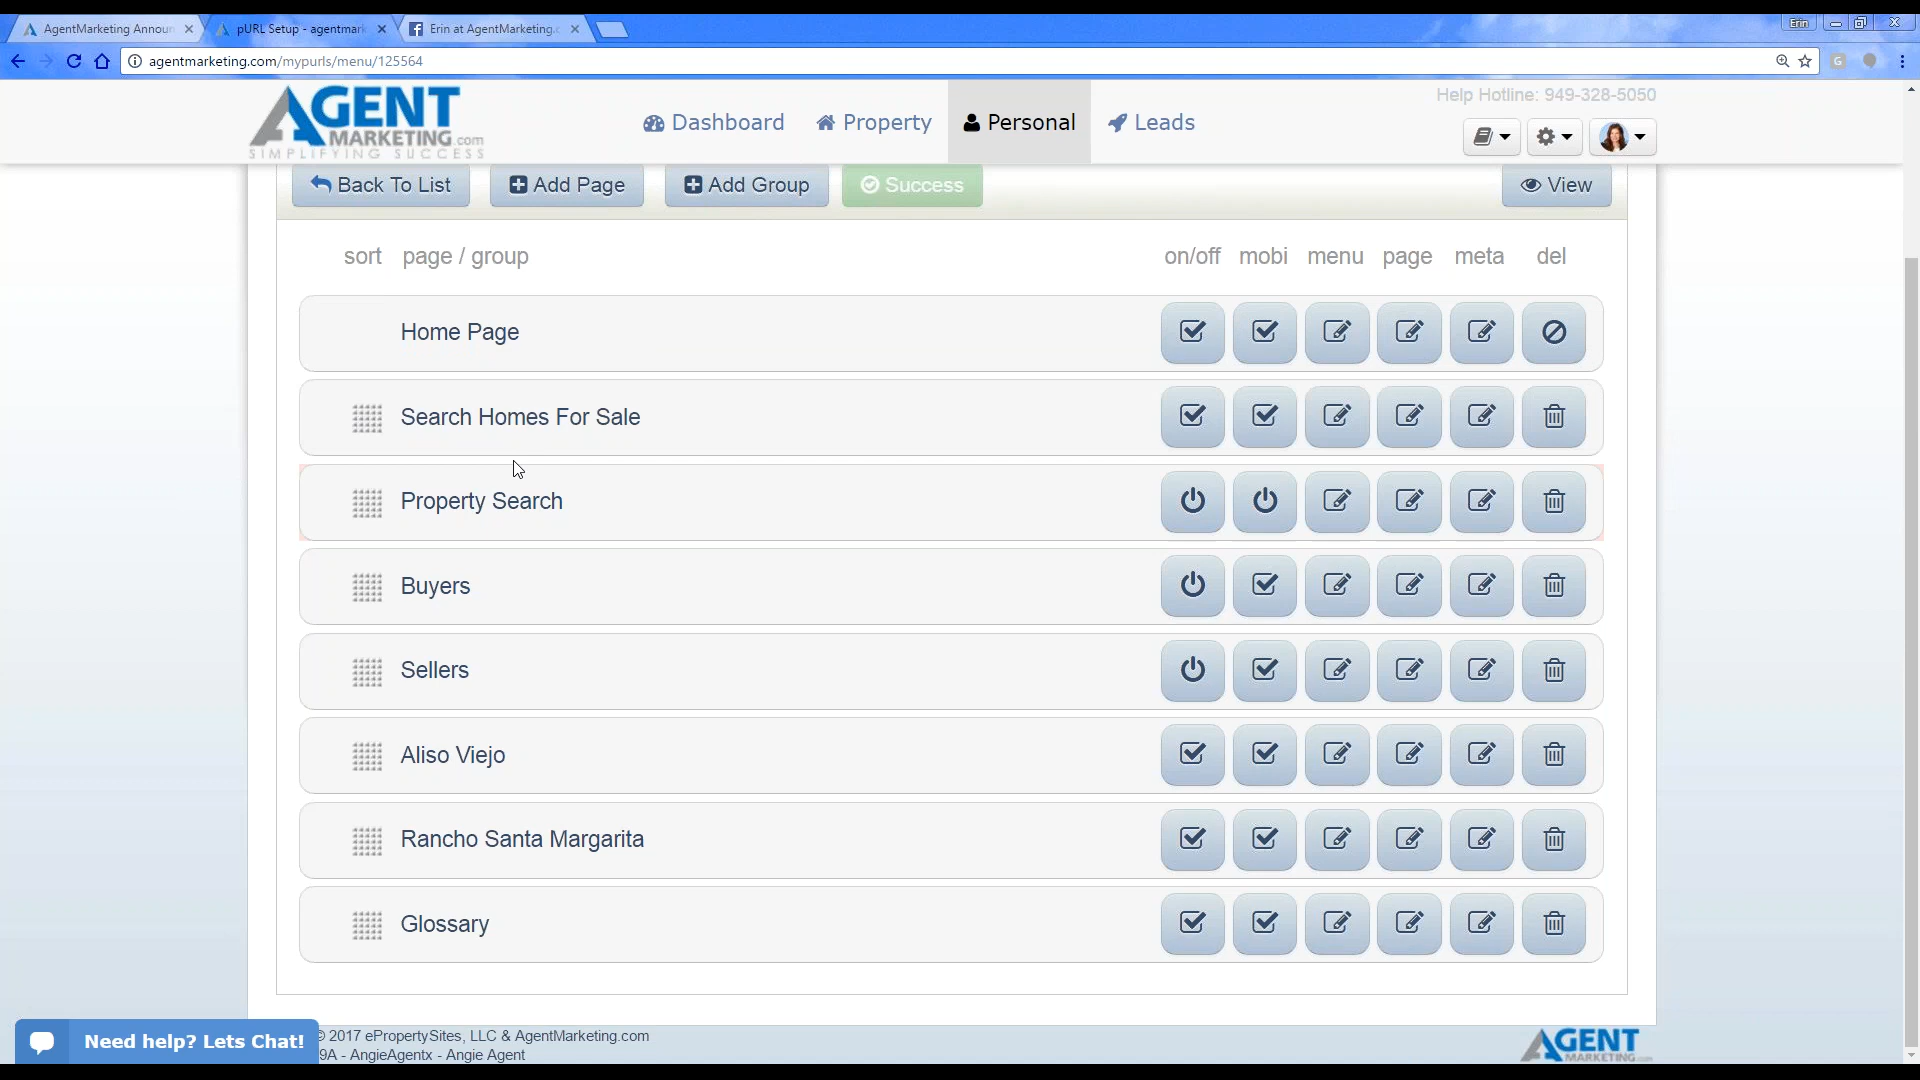 AgentMarketing Announ
pURL Setup - agentmark
Erin at AgentMarketing.c
Erin
agentmarketing.com/mypurls/menu/125564
AGENT
MARKETING.com
SIMPLIFYING SUCCESS
Dashboard
Property
Personal
Leads
Help Hotline: 949-328-5050
Back To List
Add Page
Add Group
Success
View
sort page / group on/off mobi menu page meta del
Home Page
Search Homes For Sale
Property Search
Buyers
Sellers
Aliso Viejo
Rancho Santa Margarita
Glossary
Need help? Lets Chat!
© 2017 ePropertySites, LLC & AgentMarketing.com
9A - AngieAgentx - Angie Agent
AGENT
MARKETING.com